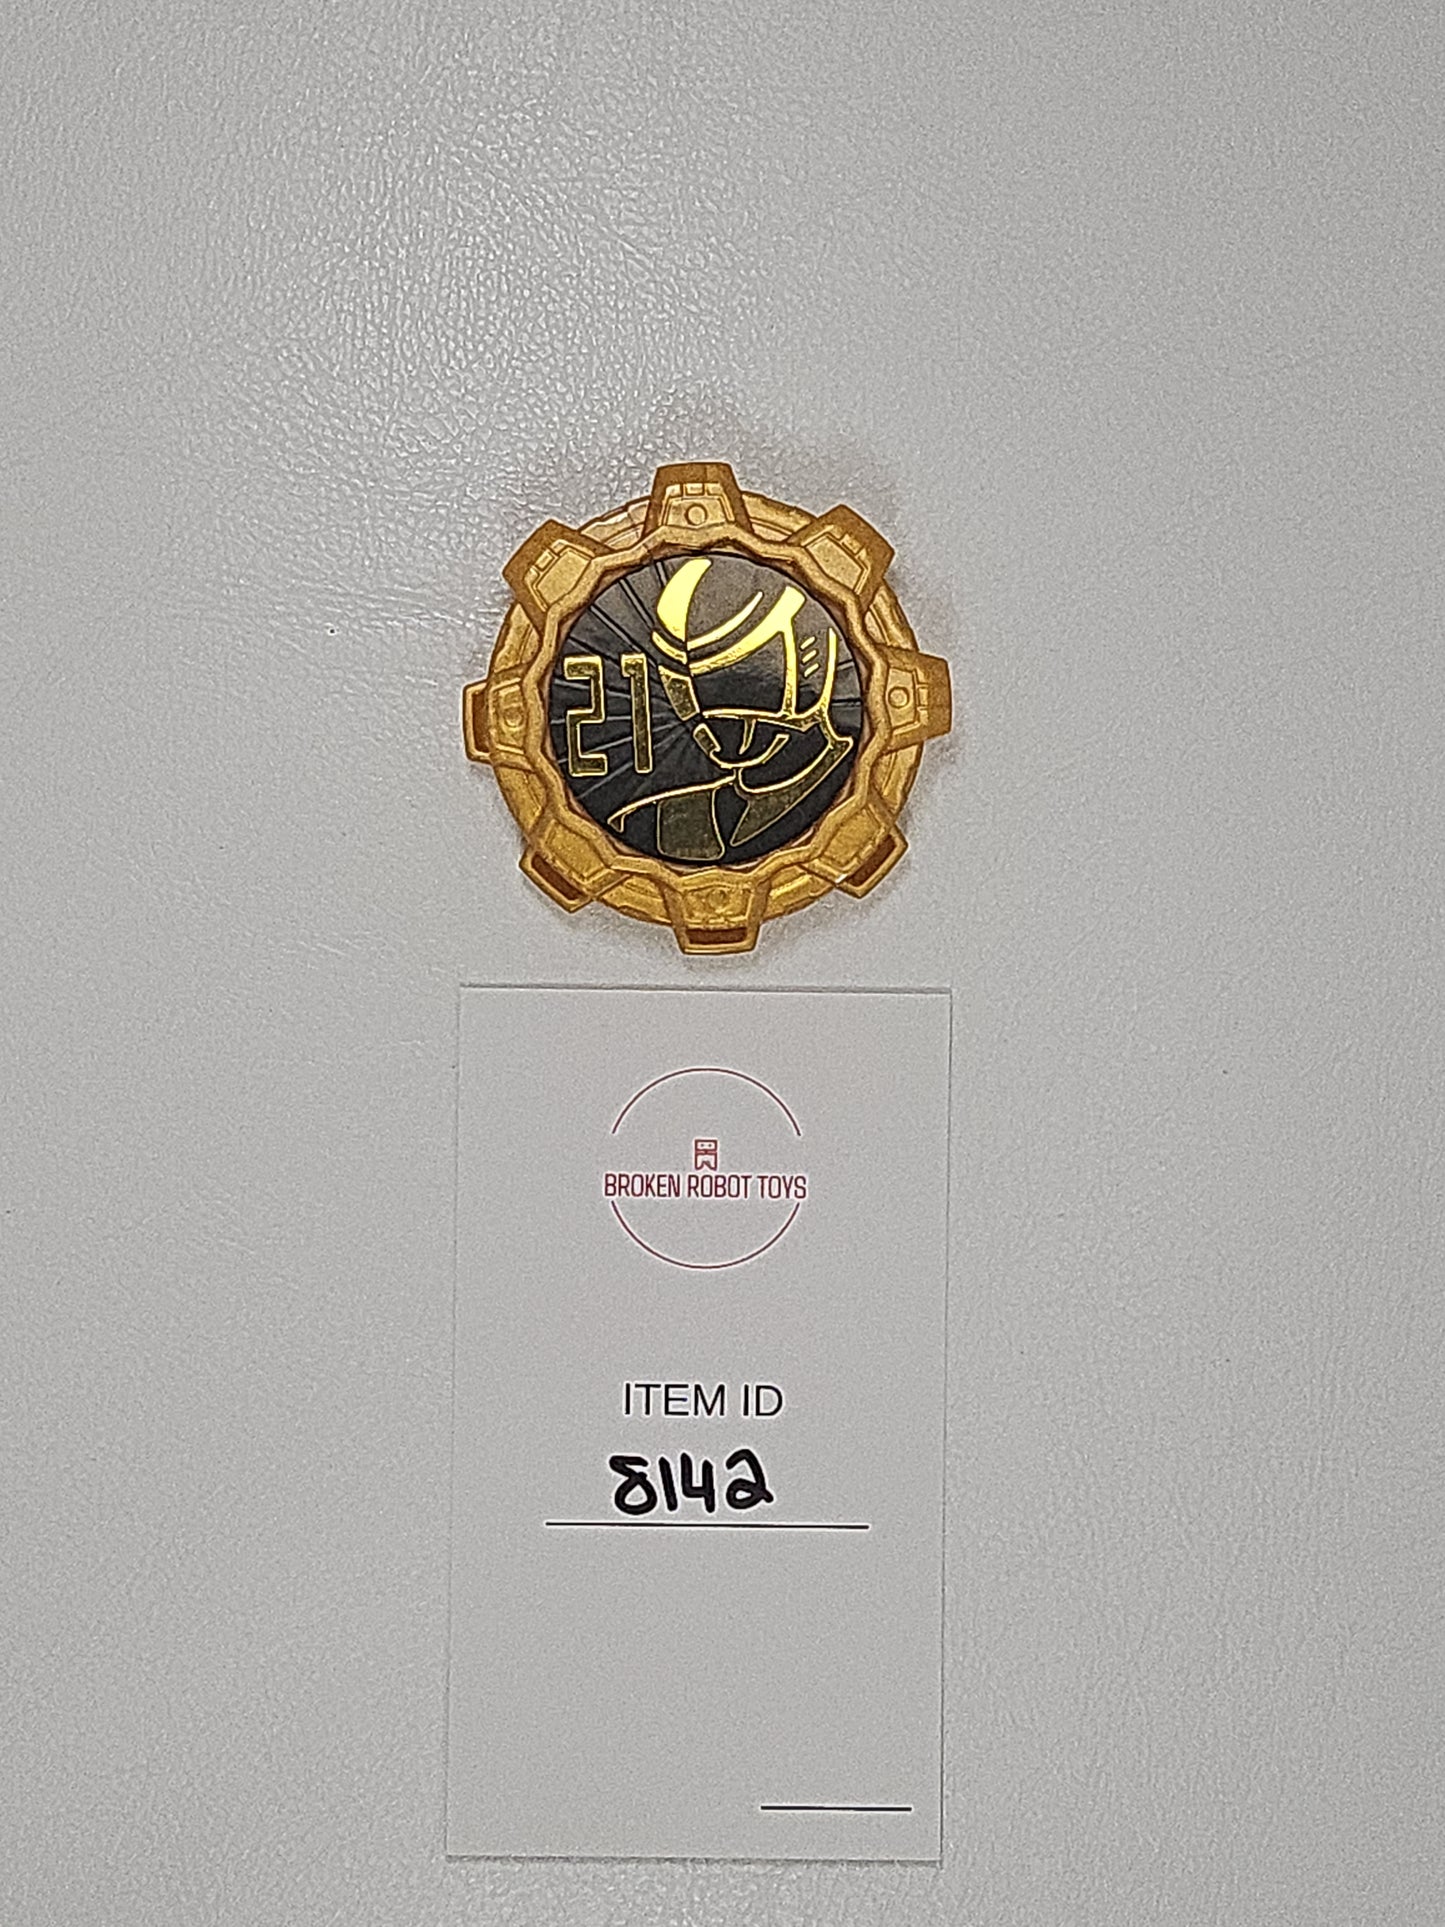 21
BROKEN ROBOT TOYS
ITEM ID
8142